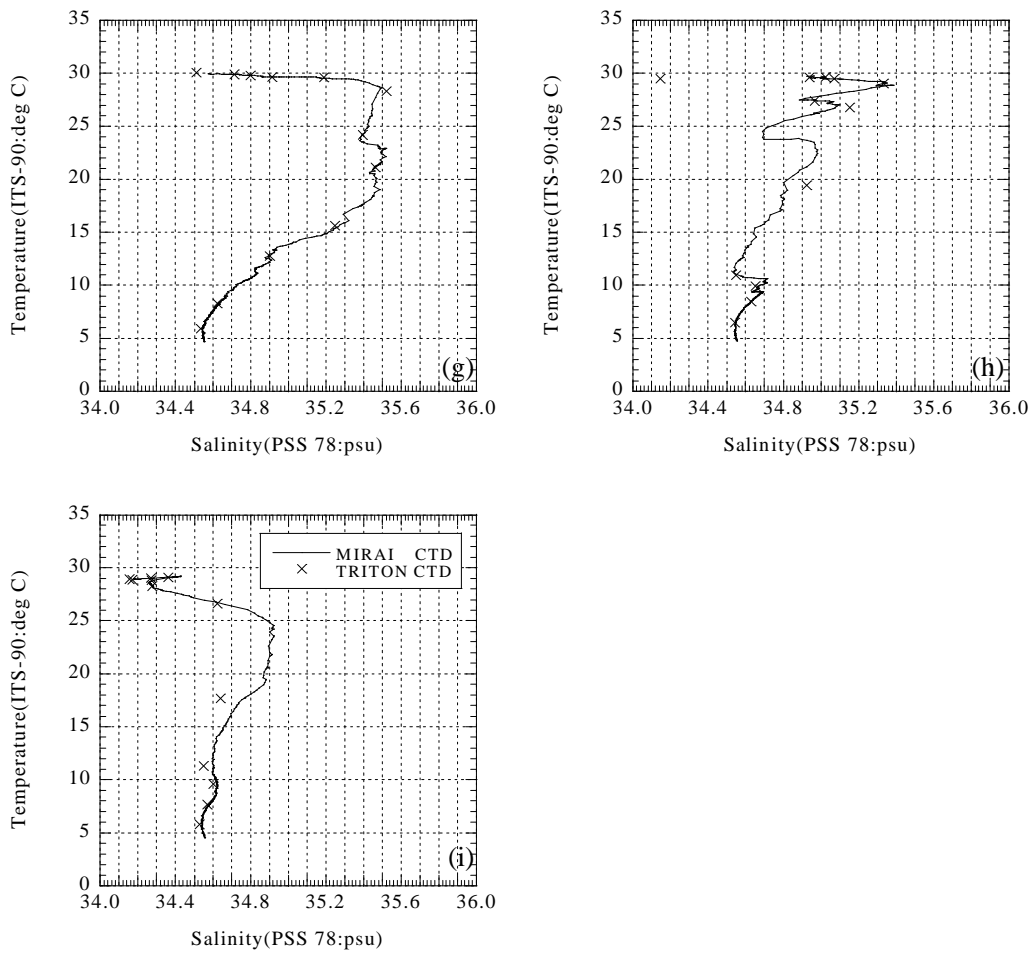 35
30
25
20
15
10
5
0
Temperature(ITS-90:deg C)
(g)
34.0 34.4 34.8 35.2 35.6 36.0
Salinity(PSS 78:psu)
35
30
25
20
15
10
5
0
Temperature(ITS-90:deg C)
(h)
34.0 34.4 34.8 35.2 35.6 36.0
Salinity(PSS 78:psu)
35
30
25
20
15
10
5
0
Temperature(ITS-90:deg C)
MIRAI CTD
TRITON CTD
(i)
34.0 34.4 34.8 35.2 35.6 36.0
Salinity(PSS 78:psu)